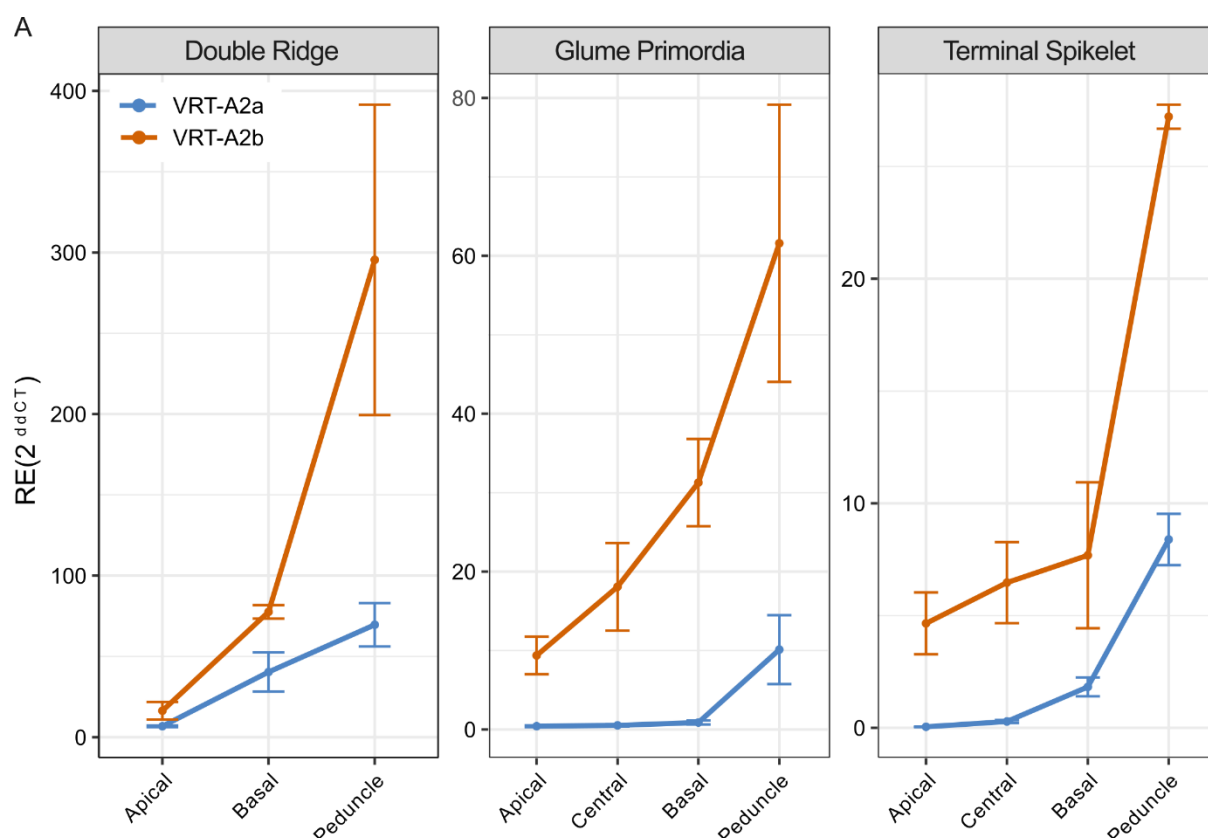 A
Double Ridge
Glume Primordia
Terminal Spikelet
VRT-A2a
VRT-A2b
RE(2 ddCT)
400
300
200
100
0
80
60
40
20
0
20
10
0
Apical
Basal
Peduncle
Apical
Central
Basal
Peduncle
Apical
Central
Basal
Peduncle